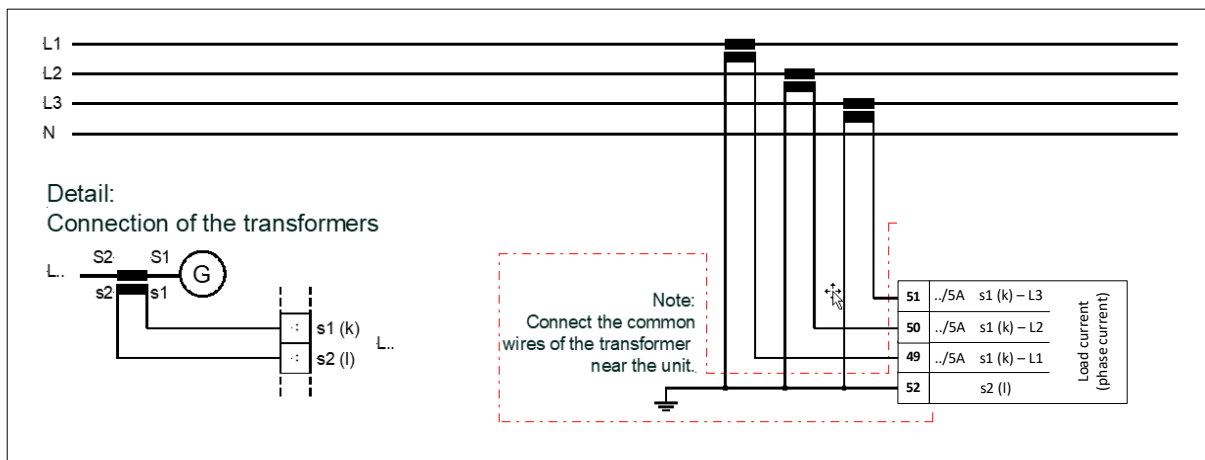 L1
L2
L3
N
Detail:
Connection of the transformers
S2 S1
L.. G
s2 s1
s1 (k)
L..
s2 (l)
Note:
Connect the common
wires of the transformer
near the unit.
51 ../5A s1 (k) – L3
50 ../5A s1 (k) – L2
49 ../5A s1 (k) – L1
52 s2 (l)
Load current
(phase current)